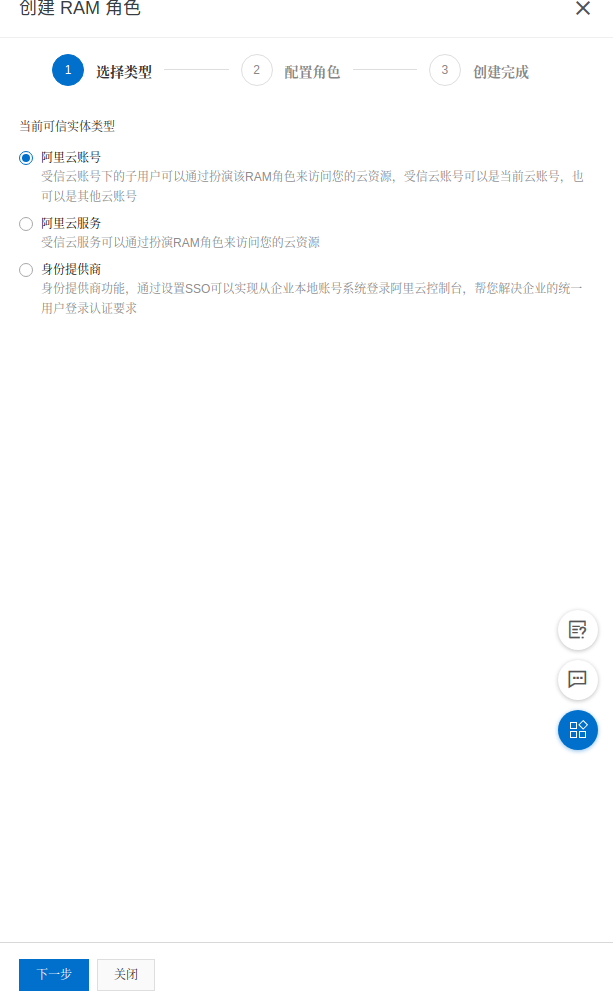 创建 RAM 角色
1 选择类型 2 配置角色 3 创建完成
当前可信实体类型
阿里云账号
受信云账号下的子用户可以通过扮演该RAM角色来访问您的云资源，受信云账号可以是当前云账号，也
可以是其他云账号
阿里云服务
受信云服务可以通过扮演RAM角色来访问您的云资源
身份提供商
身份提供商功能，通过设置SSO可以实现从企业本地账号系统登录阿里云控制台，帮您解决企业的统一
用户登录认证要求
下一步 关闭